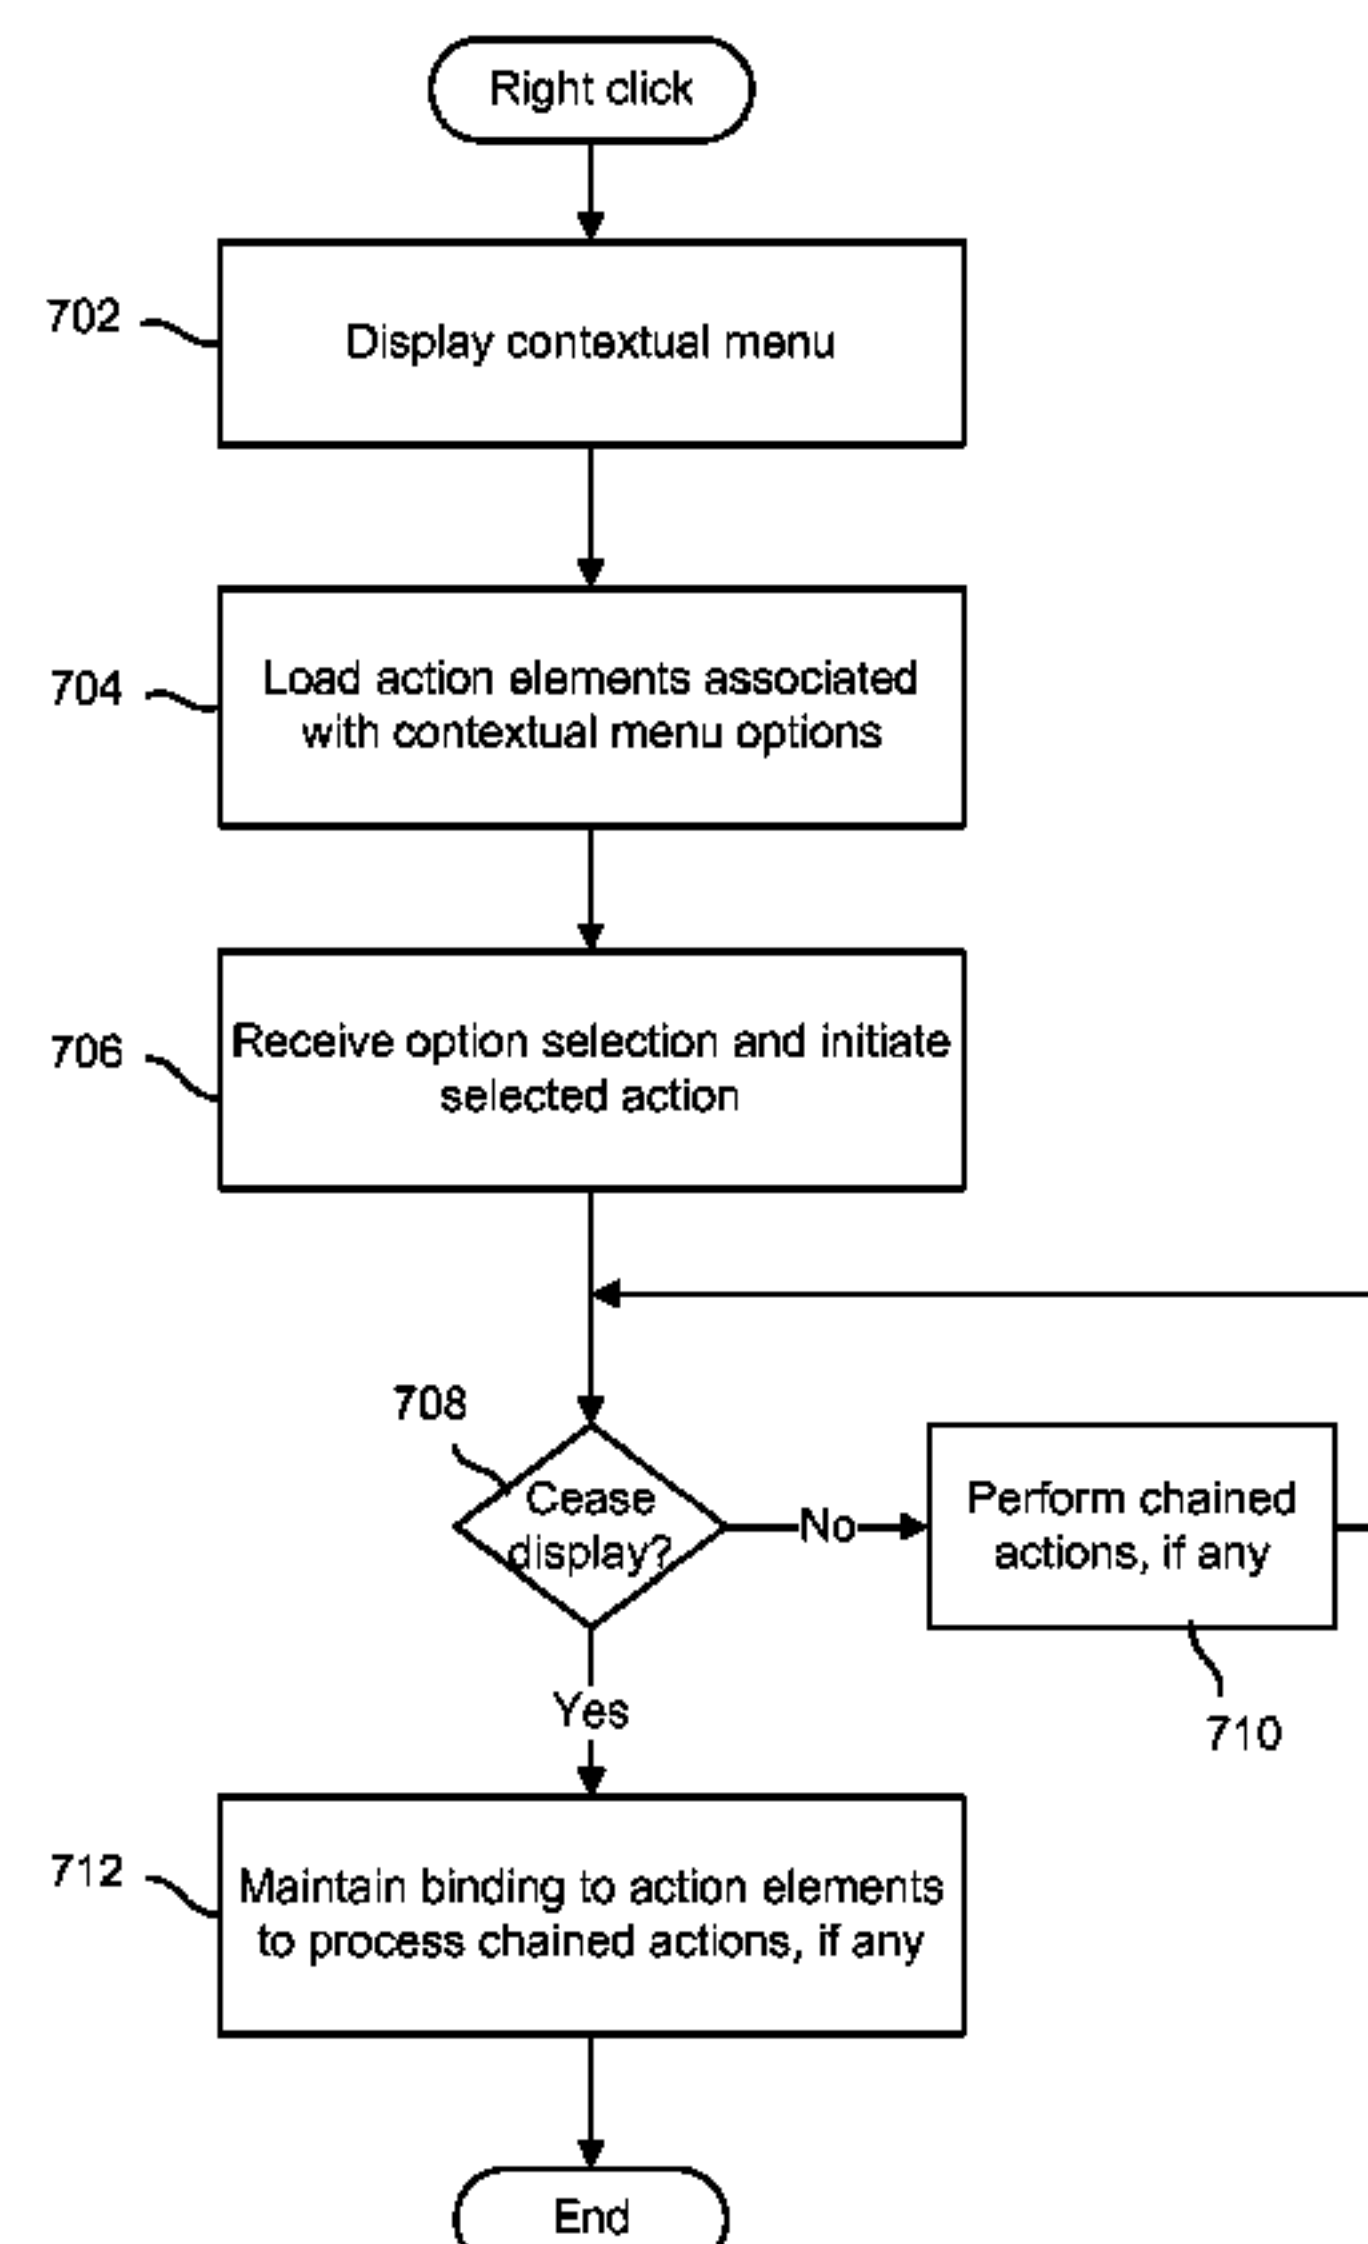 Right click
702
Display contextual menu
704
Load action elements associated
with contextual menu options
706
Receive option selection and initiate
selected action
708
Cease
display?
No
Perform chained
actions, if any
710
Yes
712
Maintain binding to action elements
to process chained actions, if any
End